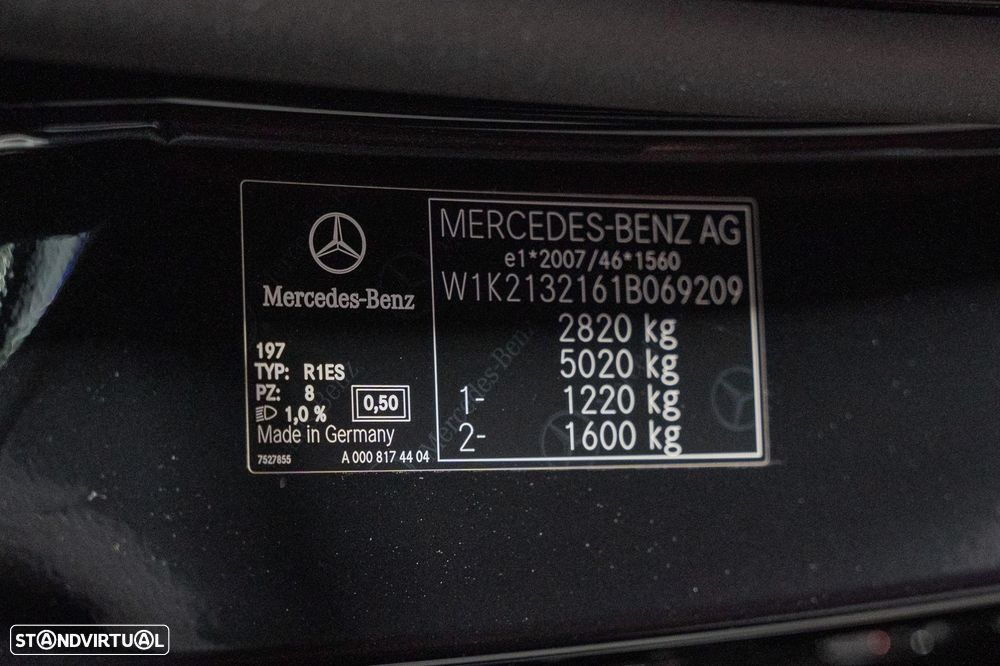 Mercedes-Benz
197
TYP: R1ES
PZ: 8
1,0 %
0,50
Made in Germany
7527855 A 000 817 44 04
MERCEDES-BENZ AG
e1*2007/46*1560
W1K2132161B069209
2820 kg
5020 kg
1- 1220 kg
2- 1600 kg
STANDVIRTUAL